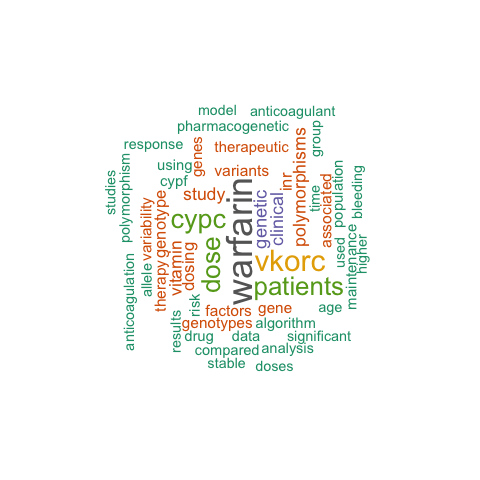 model
anticoagulant
pharmacogenetic
group
response
genes
therapeutic
polymorphisms
studies
polymorphism
using
cypf
variants
inr
time
population
bleeding
study
warfarin
genetic
clinical
associated
variability
genotype
cypc
dose
vkorc
patients
used
maintenance
higher
anticoagulation
allele
therapy
vitamin
dosing
risk
factors
gene
age
results
genotypes
algorithm
drug
data
significant
compared
analysis
stable
doses